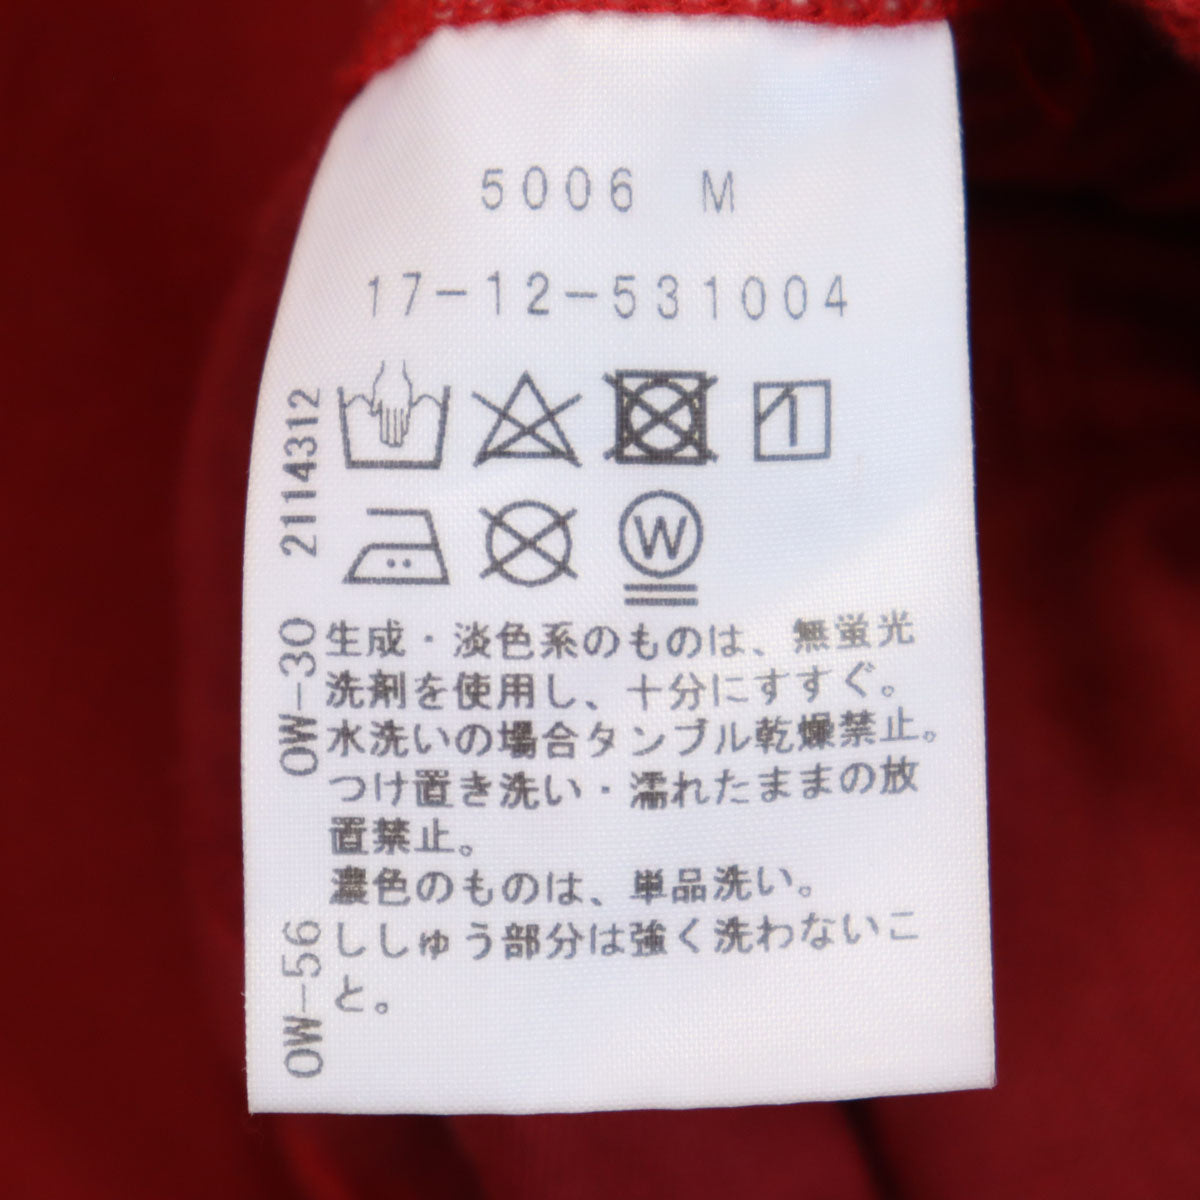 5006 M
17-12-531004
2114312
W
OW-30
生成・淡色系のものは、無蛍光
洗剤を使用し、十分にすすぐ。
水洗いの場合タンブル乾燥禁止。
つけ置き洗い・濡れたままの放
置禁止。
濃色のものは、単品洗い。
ししゅう部分は強く洗わないこ
と。
OW-56